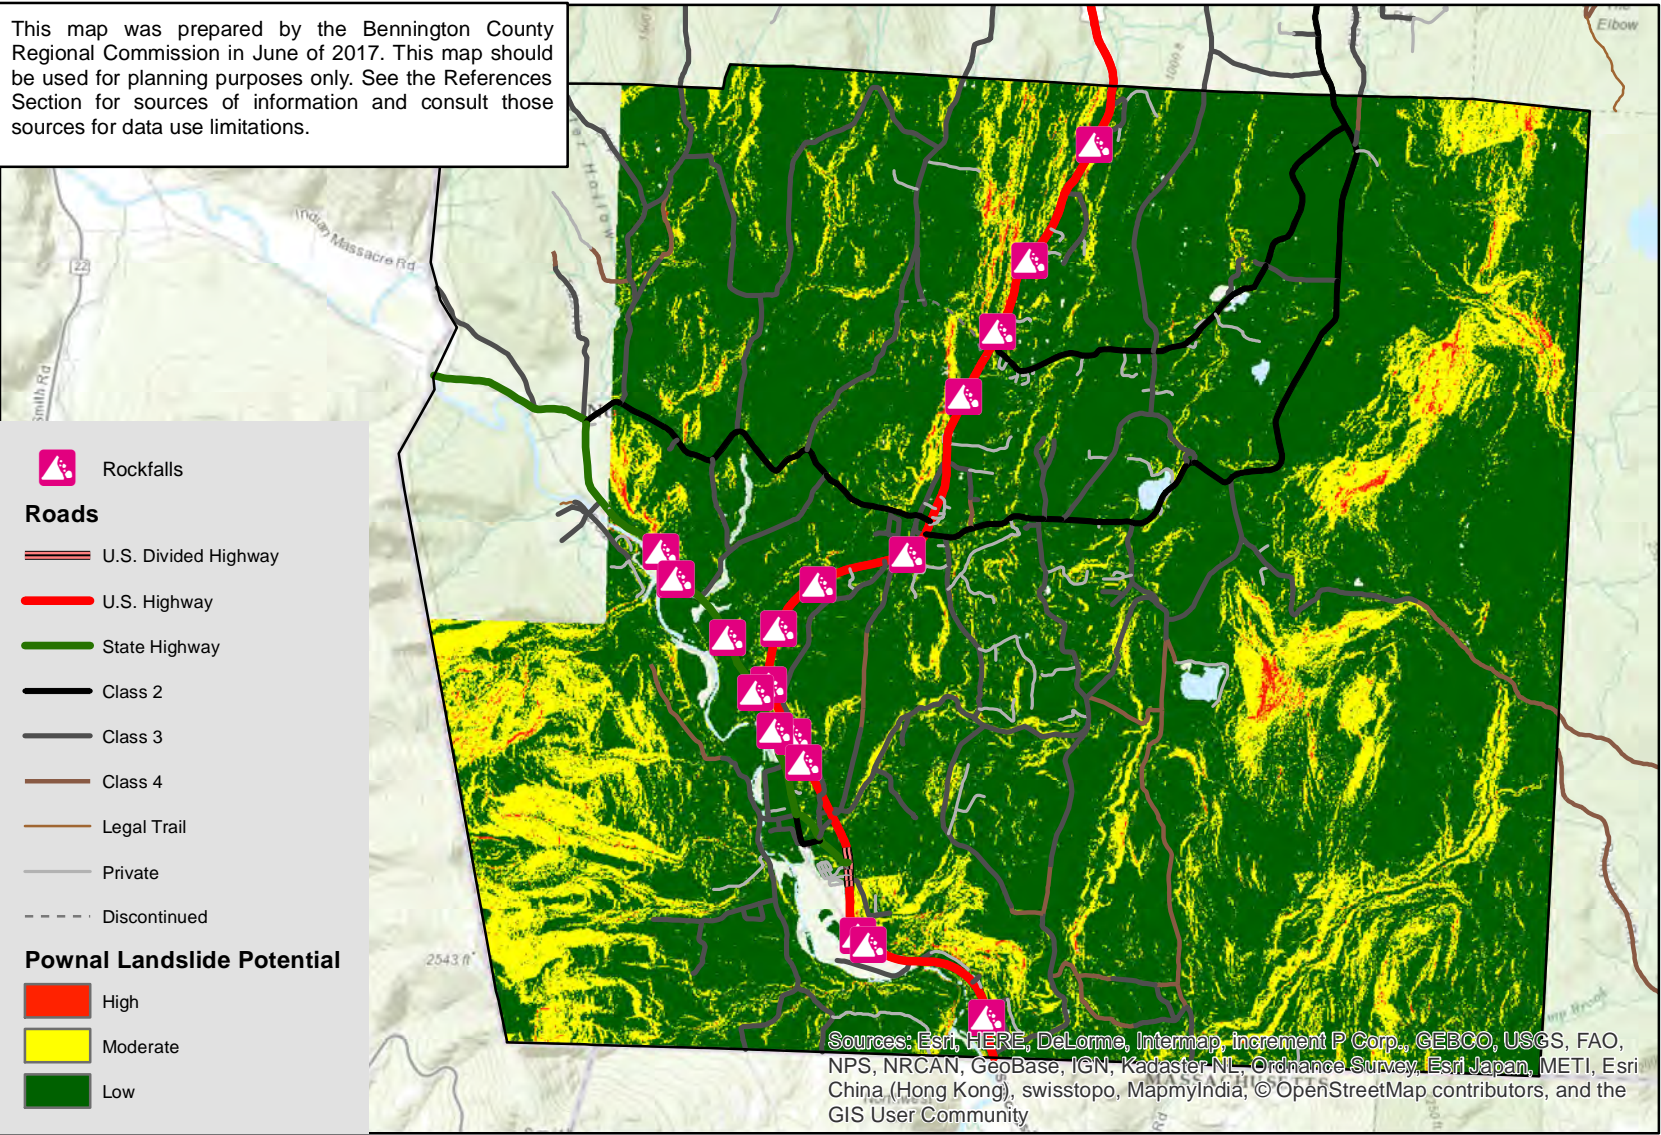 This map was prepared by the Bennington County
Regional Commission in June of 2017. This map should
be used for planning purposes only. See the References
Section for sources of information and consult those
sources for data use limitations.
Elbow
1000 ft
Indian Massacre Rd
22
Smith Rd
Rockfalls
Roads
U.S. Divided Highway
U.S. Highway
State Highway
Class 2
Class 3
Class 4
Legal Trail
Private
Discontinued
Pownal Landslide Potential
High
Moderate
Low
2543 ft
Sources: Esri, HERE, DeLorme, Intermap, increment P Corp., GEBCO, USGS, FAO,
NPS, NRCAN, GeoBase, IGN, Kadaster NL, Ordnance Survey, Esri Japan, METI, Esri
China (Hong Kong), swisstopo, MapmyIndia, © OpenStreetMap contributors, and the
GIS User Community
MASSACHUSETTS
Northwest
Rd